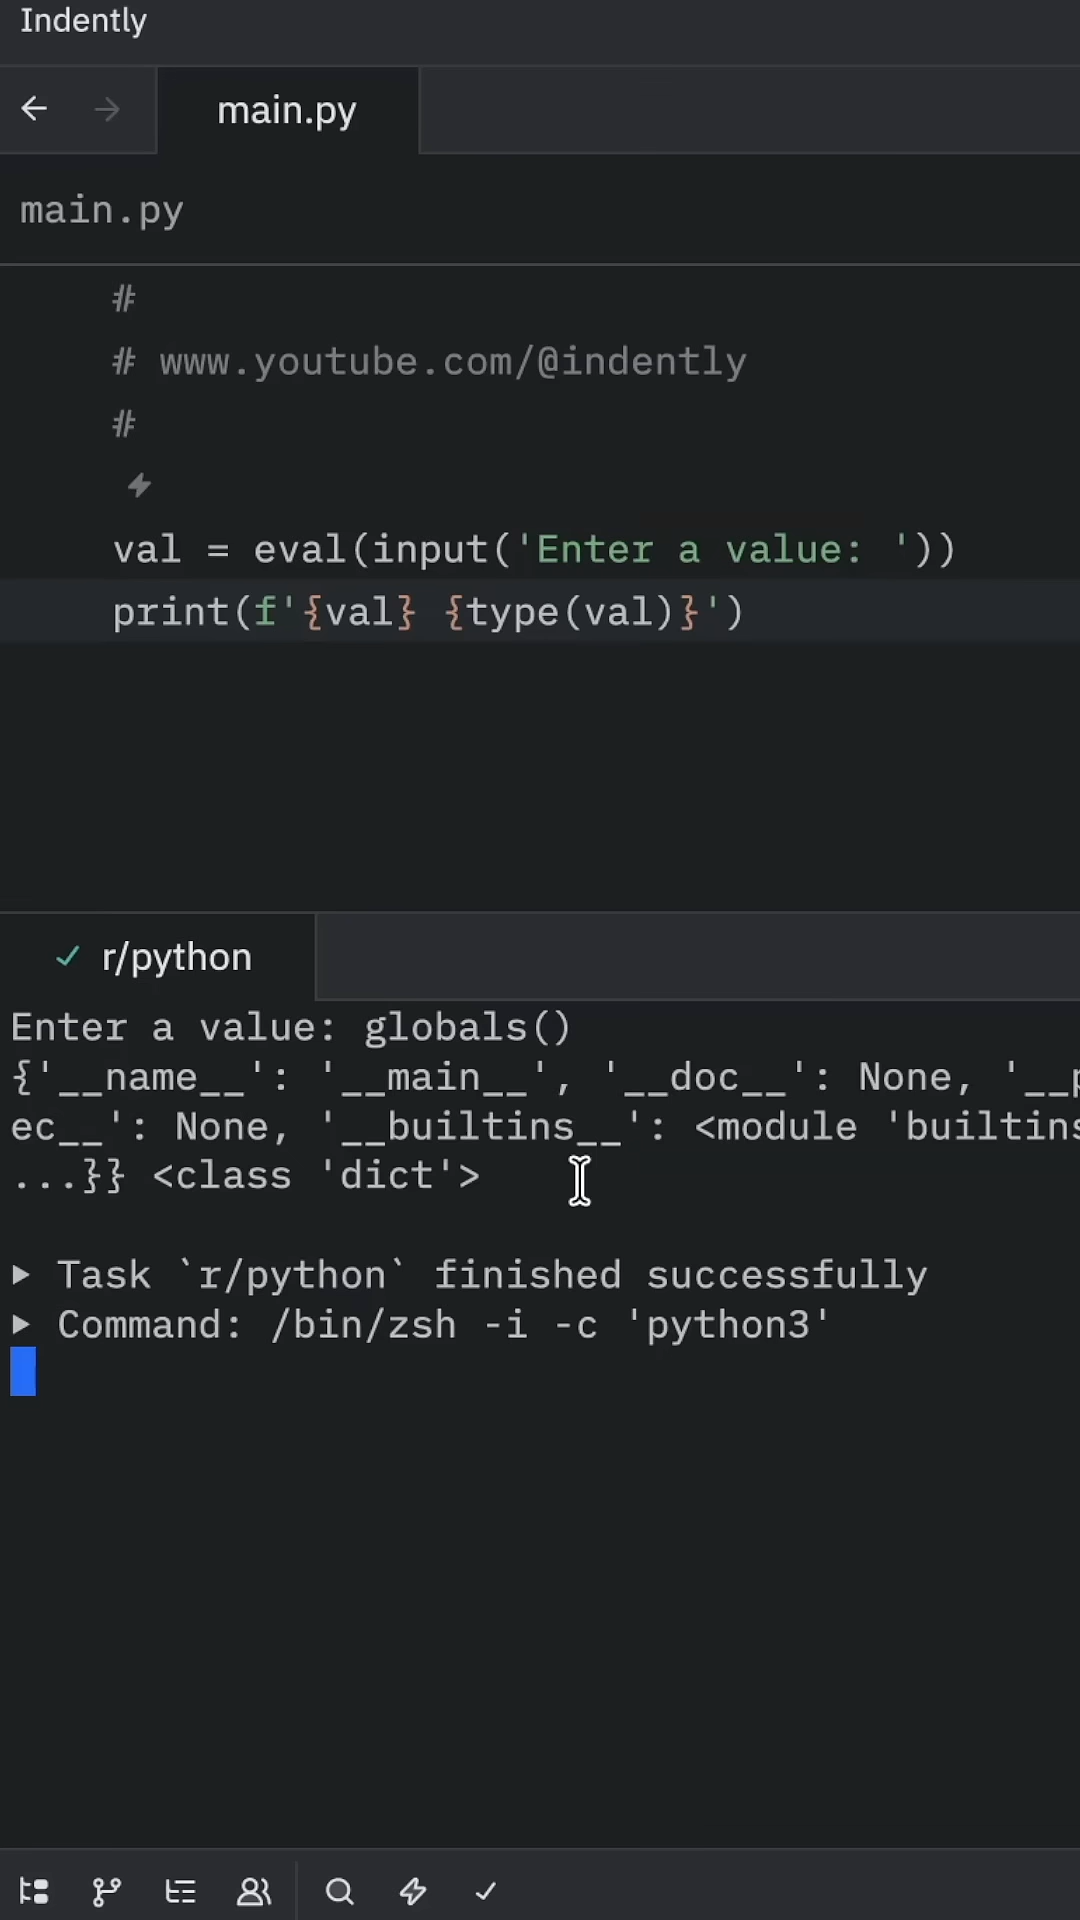 Indently
main.py
main.py
#
# www.youtube.com/@indently
#
val = eval(input('Enter a value: '))
print(f'{val} {type(val)}')
r/python
Enter a value: globals()
{'__name__': '__main__', '__doc__': None, '__p
ec__': None, '__builtins__': <module 'builtins
...}} <class 'dict'>
Task `r/python` finished successfully
Command: /bin/zsh -i -c 'python3'